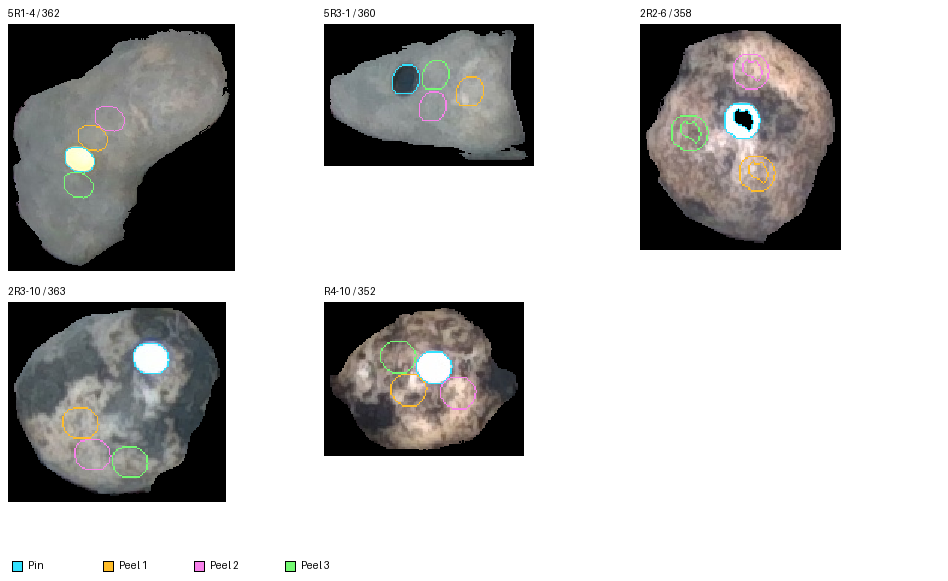 5R1-4 / 362
5R3-1 / 360
2R2-6 / 358
2R3-10 / 363
R4-10 / 352
Pin
Peel 1
Peel 2
Peel 3